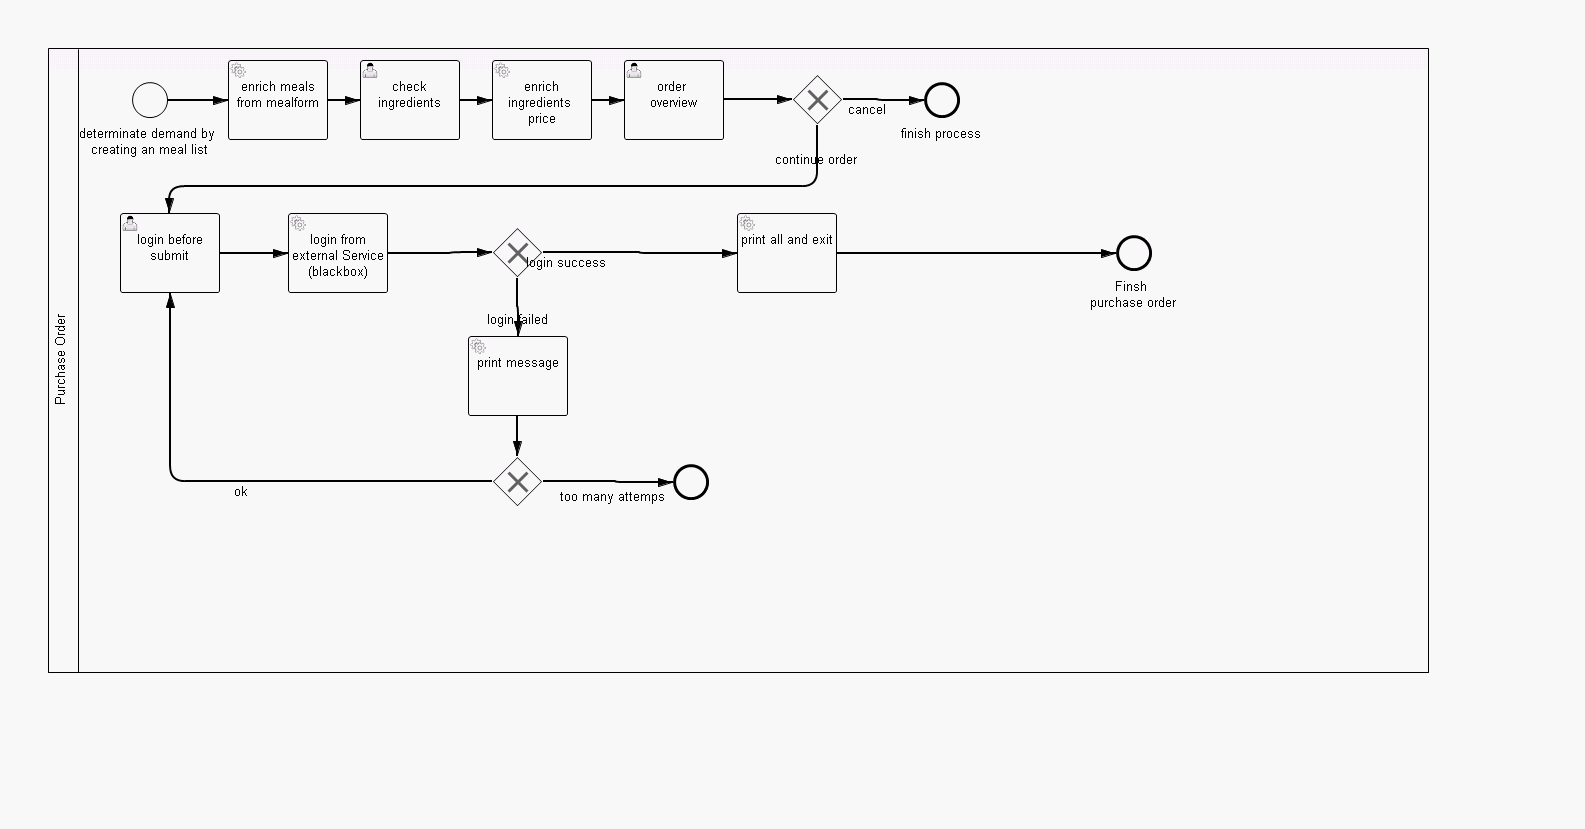 Purchase Order
determinate demand by
creating an meal list
enrich meals
from mealform
check
ingredients
enrich
ingredients
price
order
overview
cancel
finish process
continue order
login before
submit
login from
external Service
(blackbox)
login success
print all and exit
Finsh
purchase order
login failed
print message
ok
too many attemps